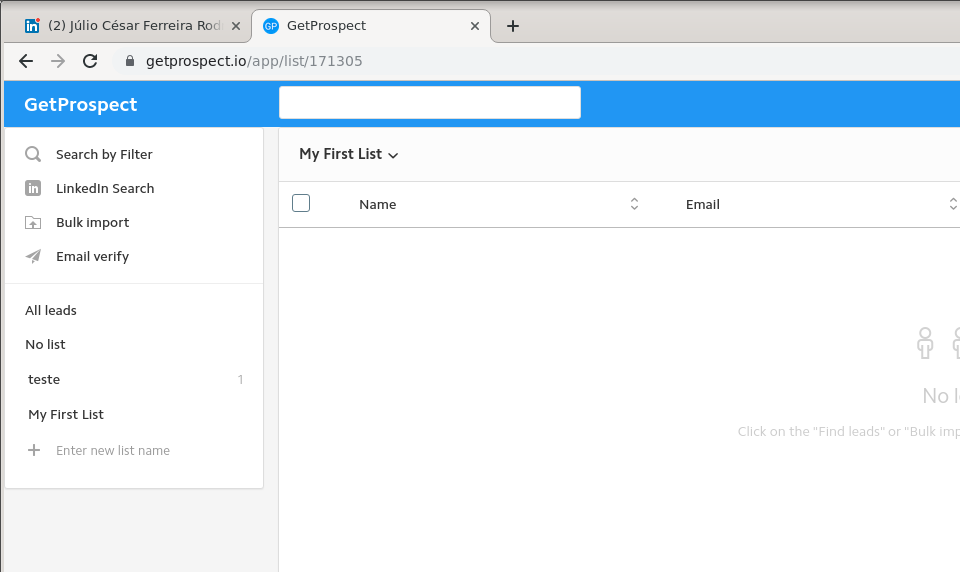 (2) Júlio César Ferreira Rod
GP GetProspect
getprospect.io/app/list/171305
GetProspect
Search by Filter
LinkedIn Search
Bulk import
Email verify
All leads
No list
teste 1
My First List
Enter new list name
My First List
Name Email
No l
Click on the "Find leads" or "Bulk imp